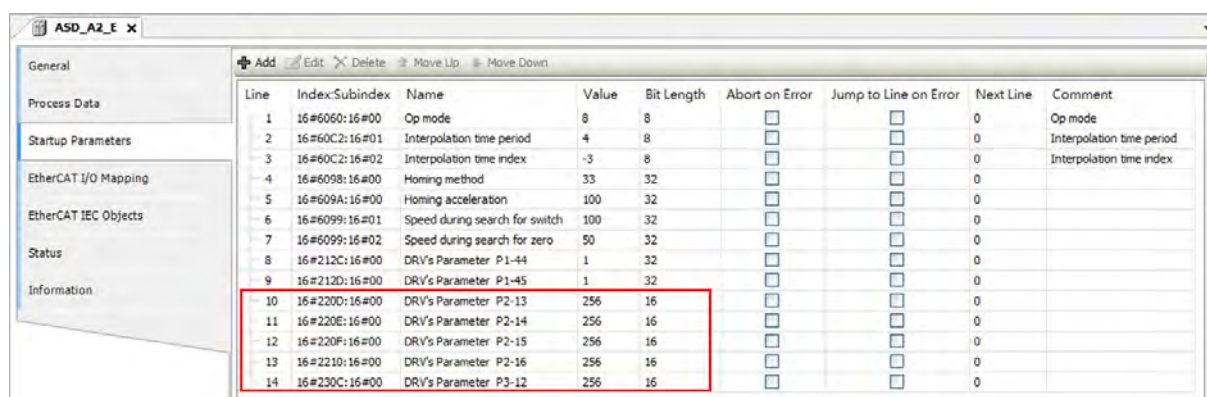 ASD_A2_E X
General
Process Data
Startup Parameters
EtherCAT I/O Mapping
EtherCAT IEC Objects
Status
Information
Add Edit Delete Move Up Move Down
Line Index:Subindex Name Value Bit Length Abort on Error Jump to Line on Error Next Line Comment
1 16#6060:16#00 Op mode 8 8 0 Op mode
2 16#60C2:16#01 Interpolation time period 4 8 0 Interpolation time period
3 16#60C2:16#02 Interpolation time index -3 8 0 Interpolation time index
4 16#6098:16#00 Homing method 33 32 0
5 16#609A:16#00 Homing acceleration 100 32 0
6 16#6099:16#01 Speed during search for switch 100 32 0
7 16#6099:16#02 Speed during search for zero 50 32 0
8 16#212C:16#00 DRV's Parameter P1-44 1 32 0
9 16#212D:16#00 DRV's Parameter P1-45 1 32 0
10 16#220D:16#00 DRV's Parameter P2-13 256 16 0
11 16#220E:16#00 DRV's Parameter P2-14 256 16 0
12 16#220F:16#00 DRV's Parameter P2-15 256 16 0
13 16#2210:16#00 DRV's Parameter P2-16 256 16 0
14 16#230C:16#00 DRV's Parameter P3-12 256 16 0